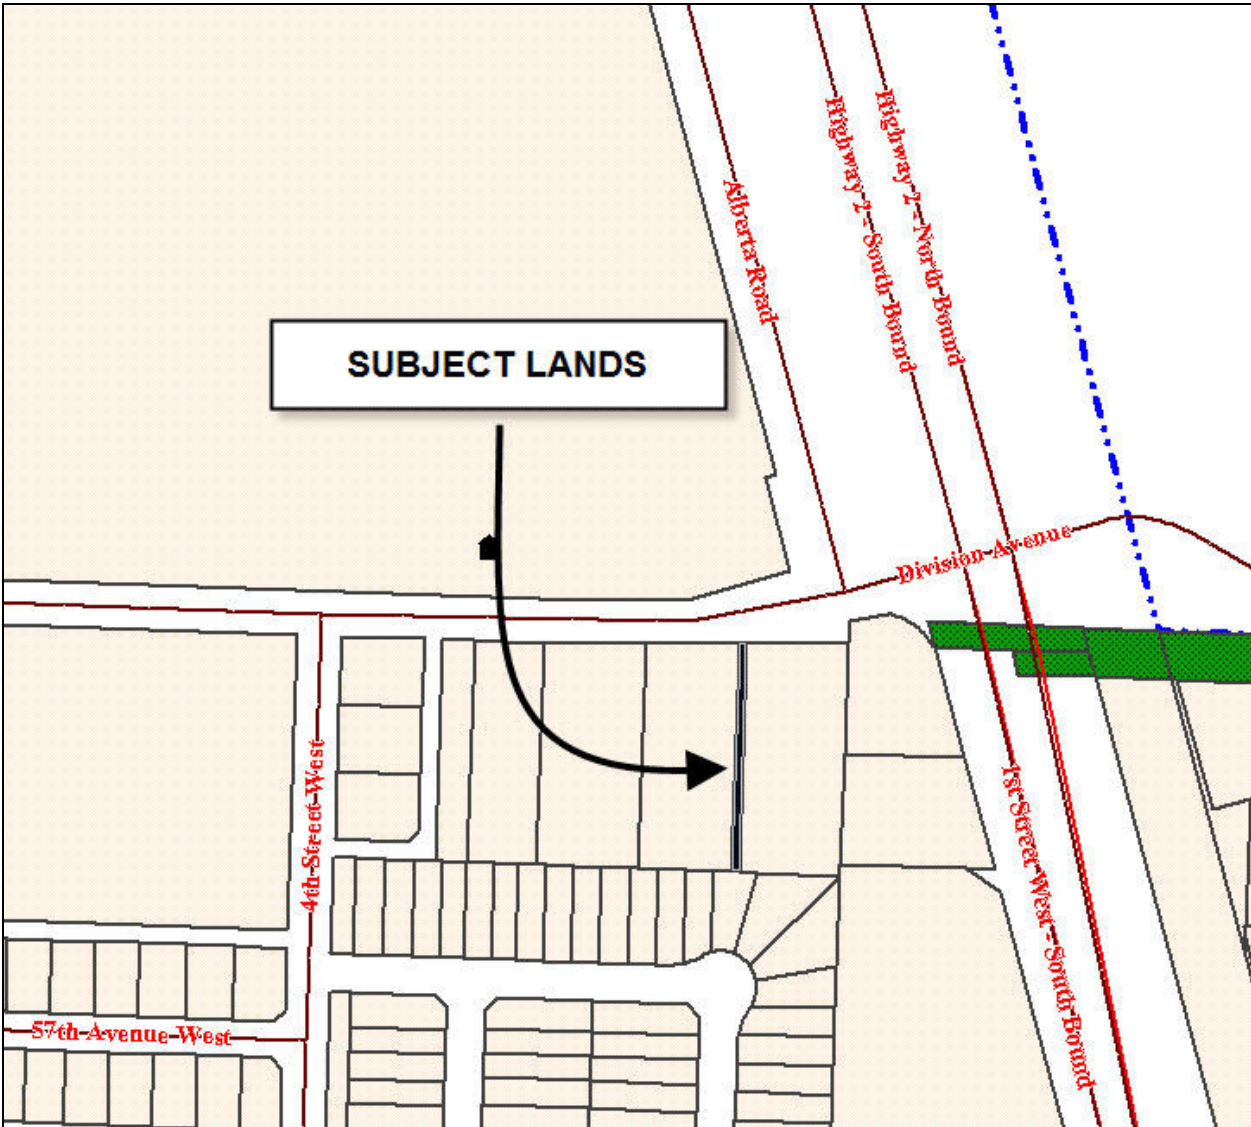 Alberta Road
Highway 2 - South Bound
Highway 2 - North Bound
SUBJECT LANDS
Division Avenue
4th Street West
1st Street West - South Bound
57th Avenue West